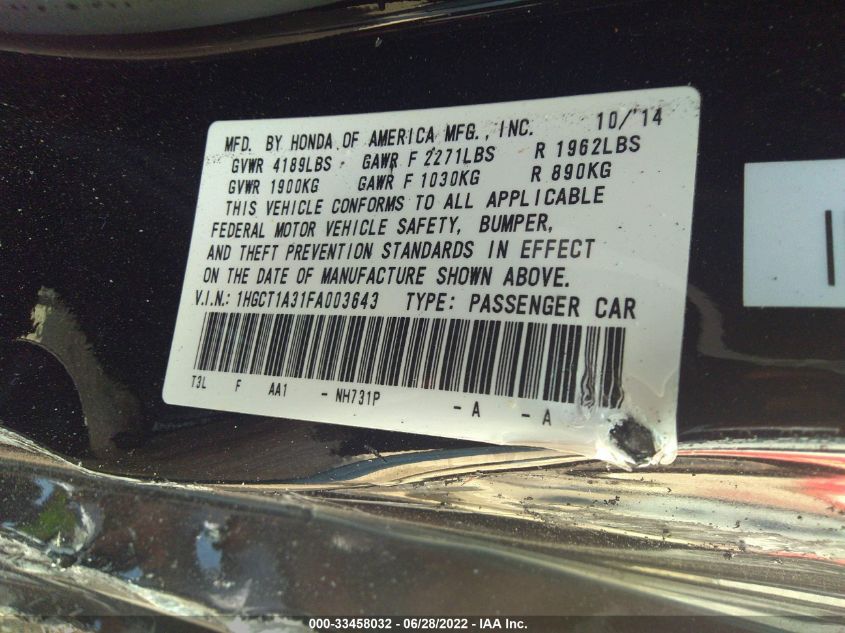 MFD. BY HONDA OF AMERICA MFG., INC. 10/14
GVWR 4189LBS GAWR F 2271LBS R 1962LBS
GVWR 1900KG GAWR F 1030KG R 890KG
THIS VEHICLE CONFORMS TO ALL APPLICABLE
FEDERAL MOTOR VEHICLE SAFETY, BUMPER,
AND THEFT PREVENTION STANDARDS IN EFFECT
ON THE DATE OF MANUFACTURE SHOWN ABOVE.
V.I.N.: 1HGCT1A31FA003643 TYPE: PASSENGER CAR
T3L F AA1 - NH731P - A - A
000-33458032 - 06/28/2022 - IAA Inc.